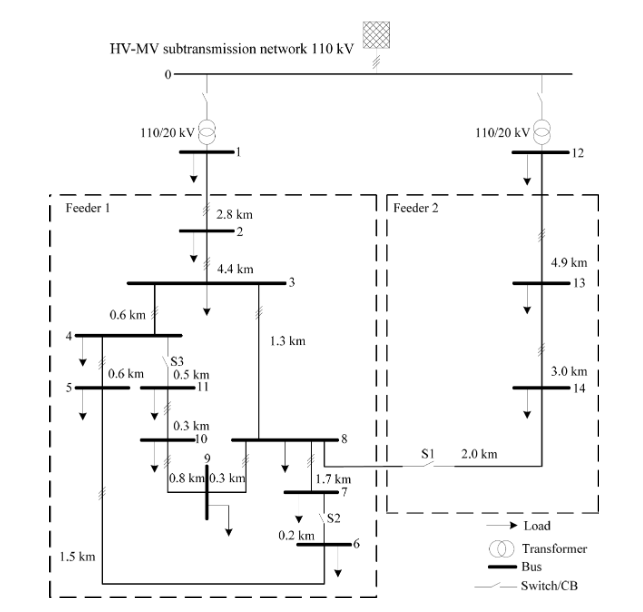 HV-MV subtransmission network 110 kV
0
110/20 kV
110/20 kV
1
12
Feeder 1
Feeder 2
2.8 km
2
4.9 km
4.4 km
3
13
0.6 km
4
1.3 km
S3
0.6 km
0.5 km
3.0 km
5
11
14
0.3 km
10
8
9
S1
2.0 km
0.8 km
0.3 km
1.7 km
7
S2
Load
0.2 km
6
Transformer
1.5 km
Bus
Switch/CB